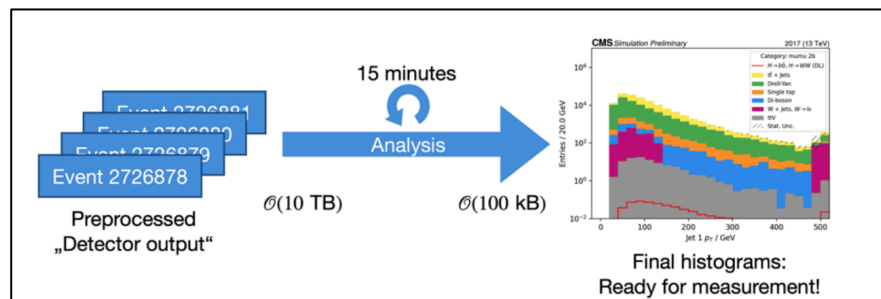 Event 2726881
Event 2726880
Event 2726879
Event 2726878
Preprocessed
„Detector output“
15 minutes
Analysis
𝒪(10 TB)
𝒪(100 kB)
CMS Simulation Preliminary
2017 (13 TeV)
Category: mumu 2b
H→bb̄, H→WW (DL)
tt̄ + Jets
Drell-Yan
Single top
Di-boson
W + Jets, W→lν
ttV
Stat. Unc.
Entries / 20.0 GeV
10⁶
10⁴
10²
10⁰
10⁻²
0
100
200
300
400
500
Jet 1 pT / GeV
Final histograms:
Ready for measurement!